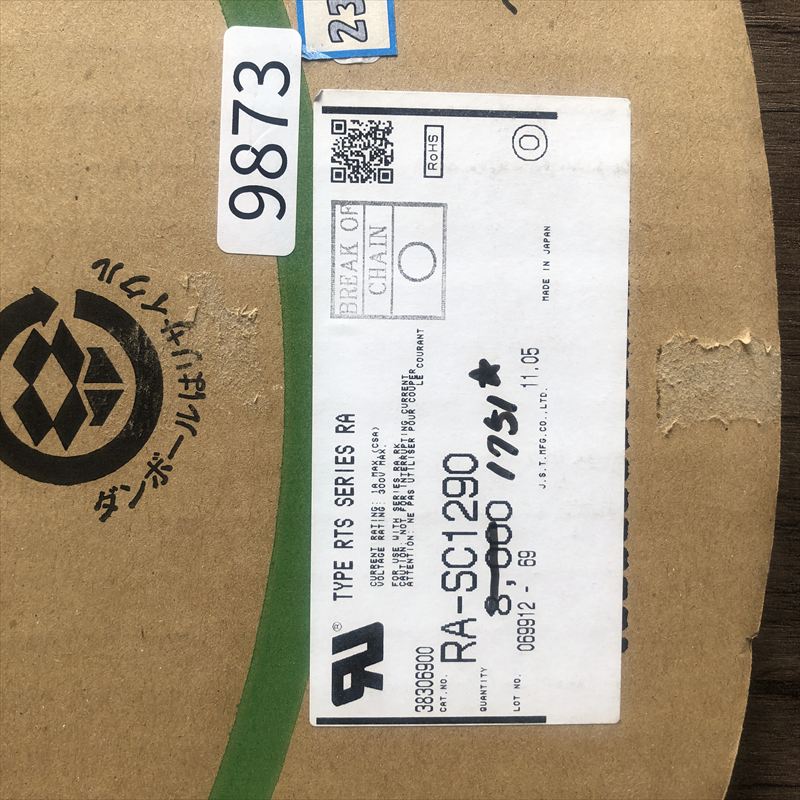 23
9873
ダンボールはリサイクル
RoHS
BREAK OF
CHAIN
TYPE RTS SERIES RA
CURRENT RATING: 1A MAX.(CSA)
VOLTAGE RATING: 300V MAX.
FOR USE WITH SERIES RA,RK
CAUTION: NOT FOR INTERRUPTING CURRENT
ATTENTION: NE PAS UTILISER POUR COUPER
LE COURANT
38306900
CAT.NO. RA-SC1290
QUANTITY 8,000 1751☆
LOT NO. 069912 - 69 11.05
J.S.T.MFG.CO.,LTD.
MADE IN JAPAN